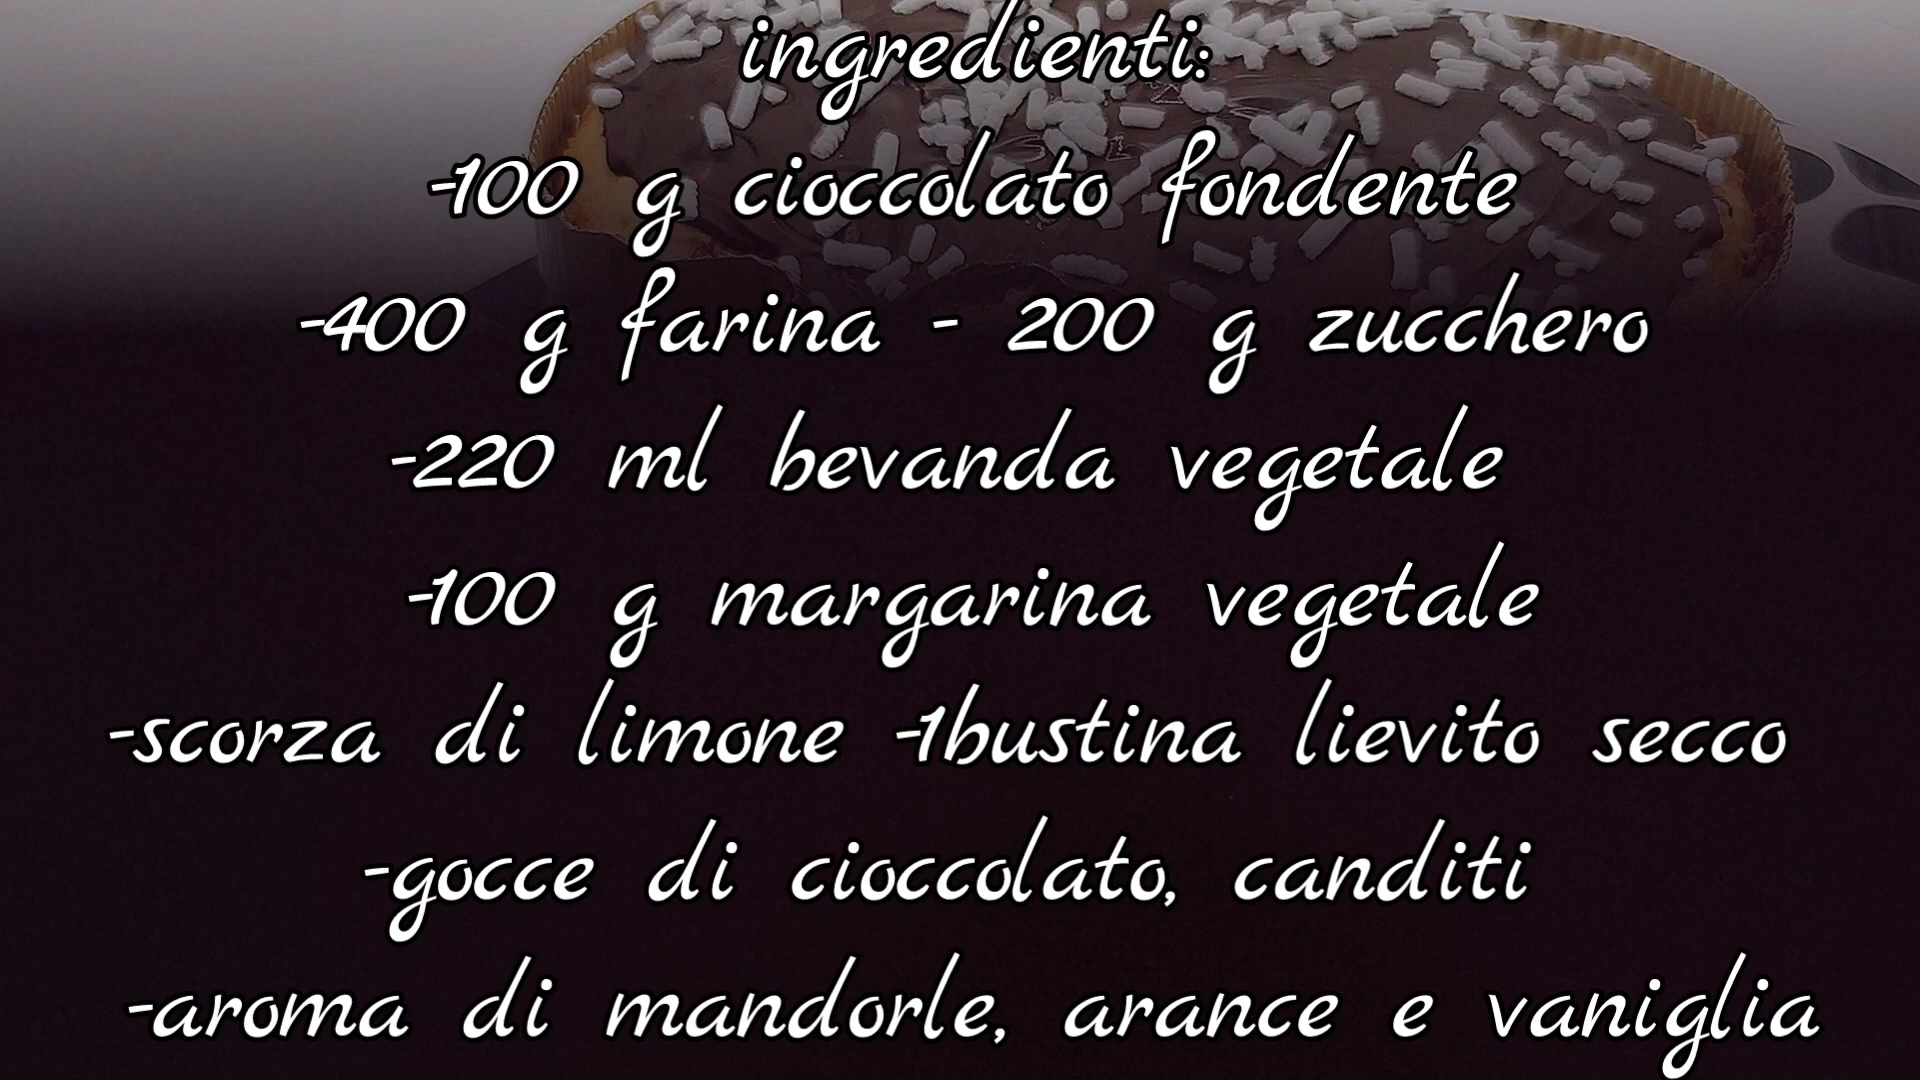 ingredienti:
-100 g cioccolato fondente
-400 g farina - 200 g zucchero
-220 ml bevanda vegetale
-100 g margarina vegetale
-scorza di limone -1bustina lievito secco
-gocce di cioccolato, canditi
-aroma di mandorle, arance e vaniglia